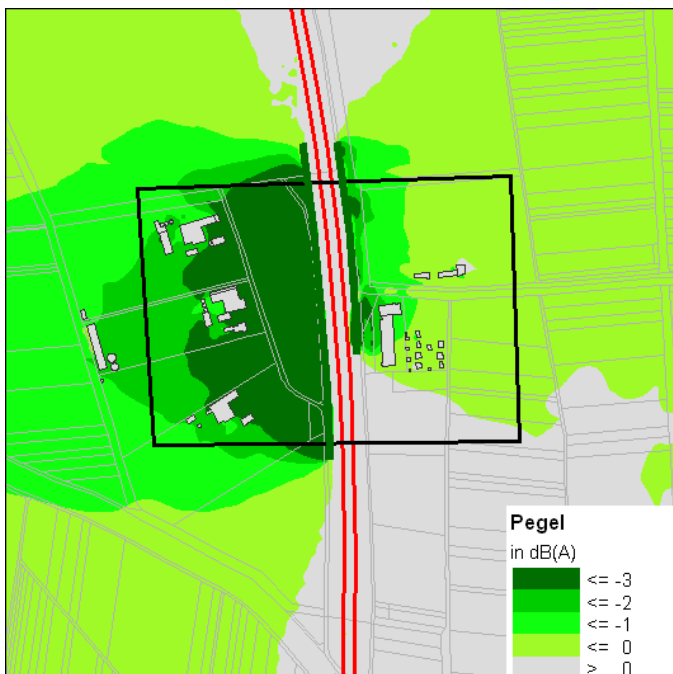 Pegel
in dB(A)
<= -3
<= -2
<= -1
<= 0
> 0